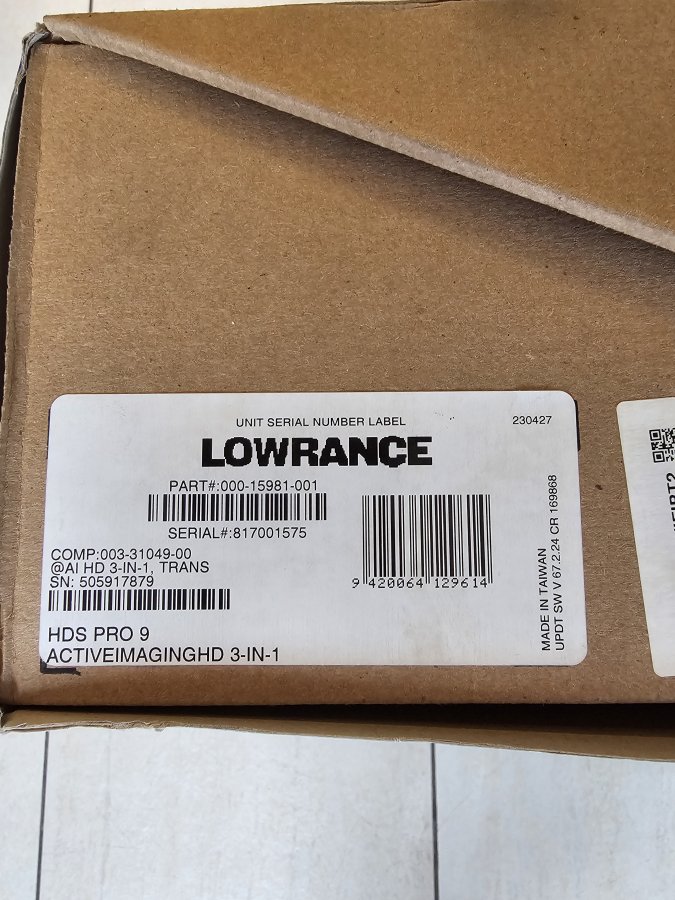 UNIT SERIAL NUMBER LABEL
230427
LOWRANCE
PART#:000-15981-001
SERIAL#:817001575
COMP:003-31049-00
@AI HD 3-IN-1, TRANS
SN: 505917879
9 420064 129614
HDS PRO 9
ACTIVEIMAGINGHD 3-IN-1
MADE IN TAIWAN
UPDT SW V 67.2.24 CR 169868